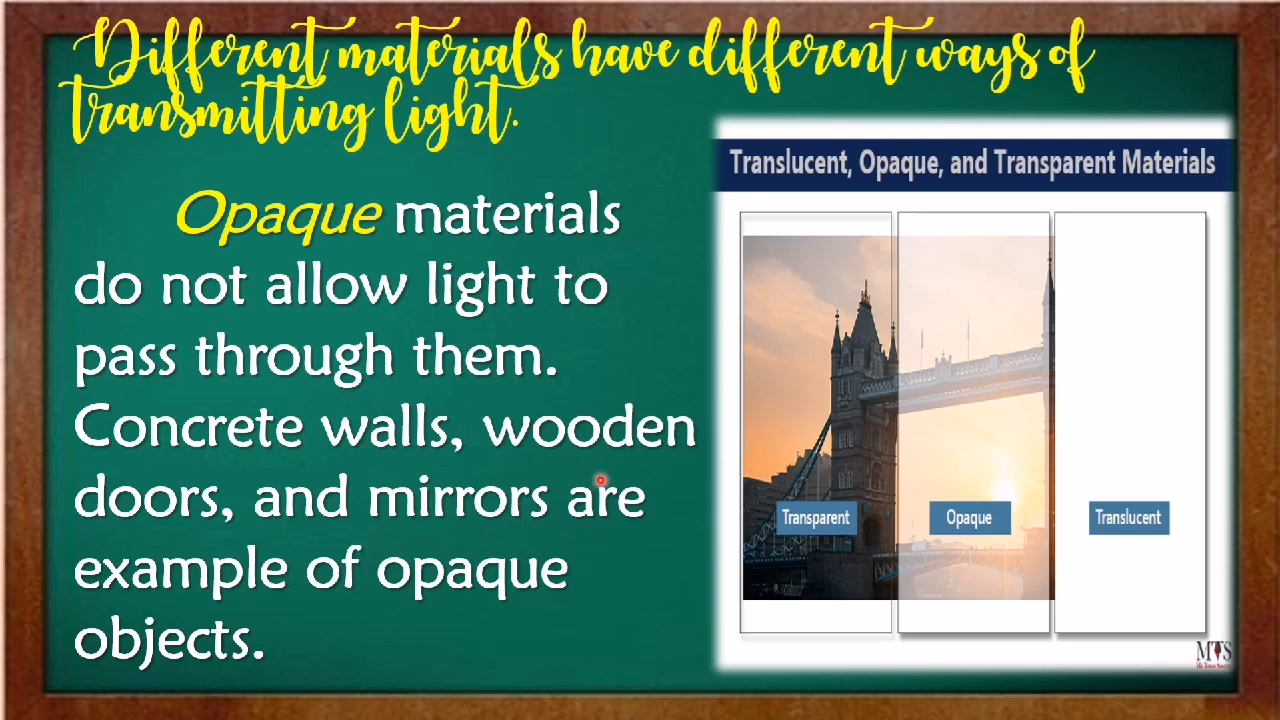 Different materials have different ways of
transmitting light.
Opaque materials
do not allow light to
pass through them.
Concrete walls, wooden
doors, and mirrors are
example of opaque
objects.
Translucent, Opaque, and Transparent Materials
Transparent
Opaque
Translucent
MTS